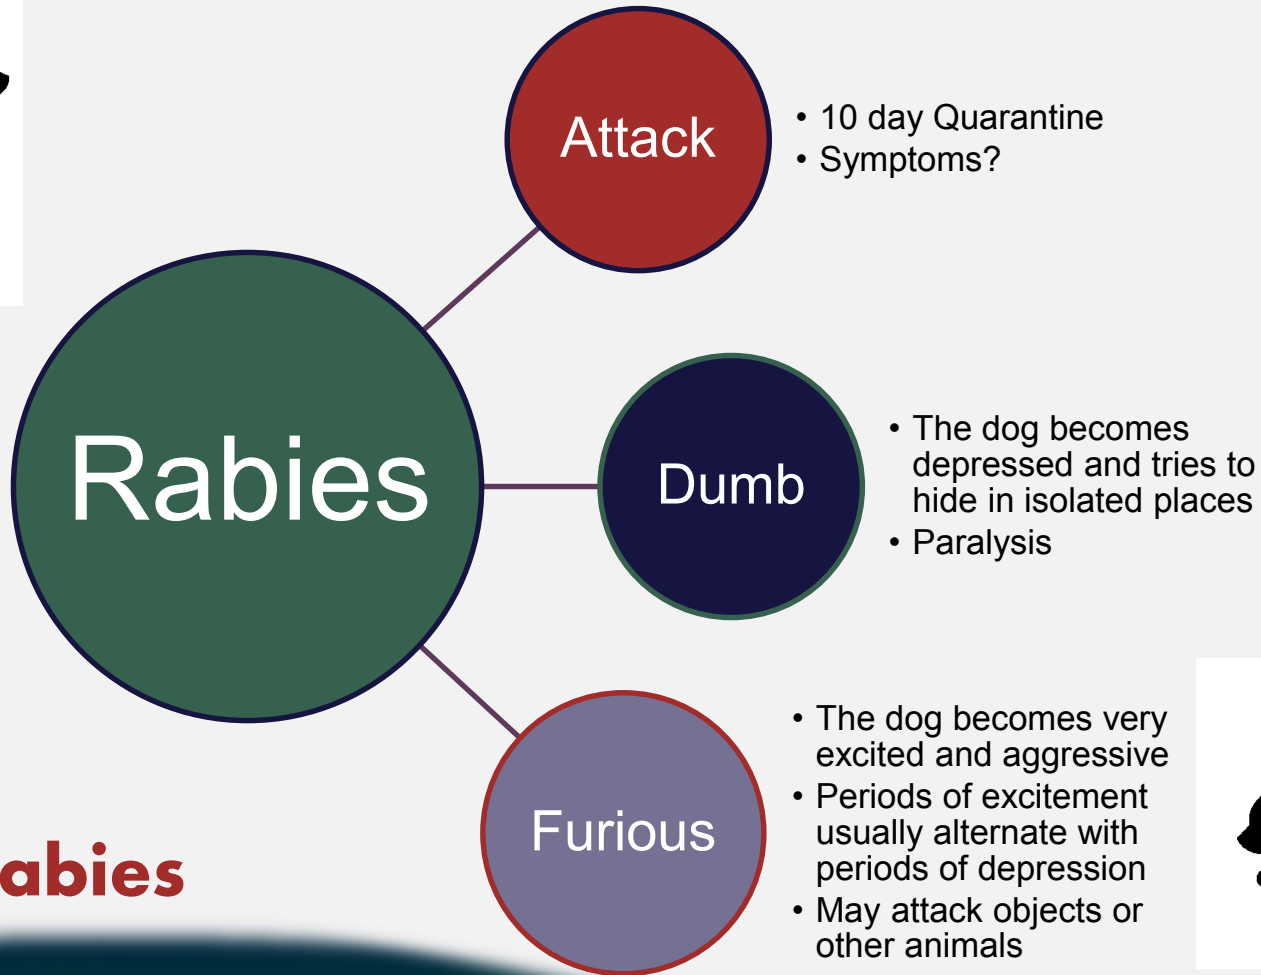 Attack
• 10 day Quarantine
• Symptoms?
Rabies
Dumb
• The dog becomes
depressed and tries to
hide in isolated places
• Paralysis
Furious
• The dog becomes very
excited and aggressive
• Periods of excitement
usually alternate with
periods of depression
• May attack objects or
other animals
abies